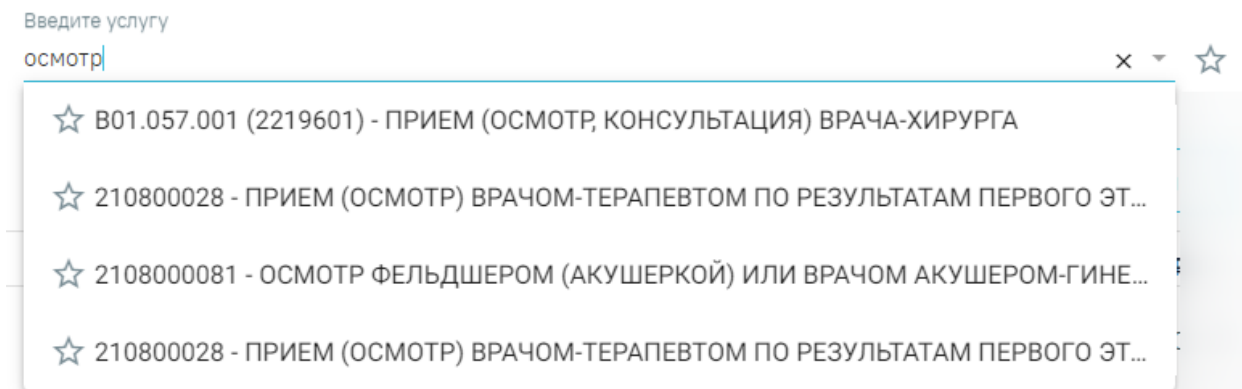 Введите услугу
осмотр
B01.057.001 (2219601) - ПРИЕМ (ОСМОТР, КОНСУЛЬТАЦИЯ) ВРАЧА-ХИРУРГА
210800028 - ПРИЕМ (ОСМОТР) ВРАЧОМ-ТЕРАПЕВТОМ ПО РЕЗУЛЬТАТАМ ПЕРВОГО ЭТ...
2108000081 - ОСМОТР ФЕЛЬДШЕРОМ (АКУШЕРКОЙ) ИЛИ ВРАЧОМ АКУШЕРОМ-ГИНЕ...
210800028 - ПРИЕМ (ОСМОТР) ВРАЧОМ-ТЕРАПЕВТОМ ПО РЕЗУЛЬТАТАМ ПЕРВОГО ЭТ...